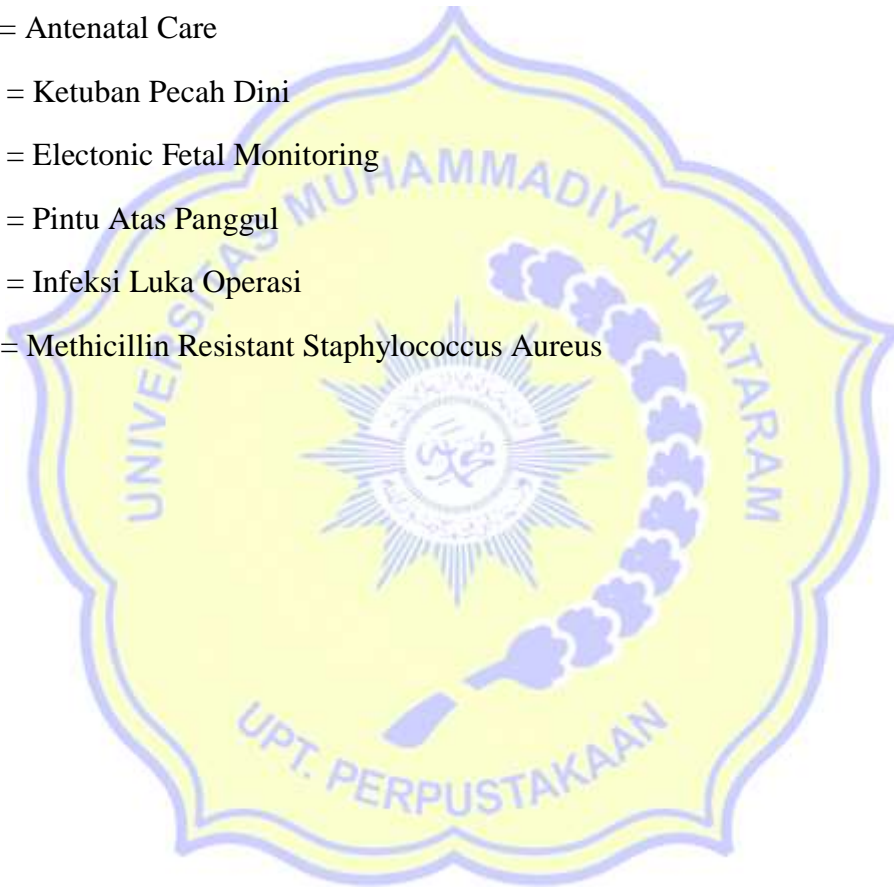 = Antenatal Care
= Ketuban Pecah Dini
= Electonic Fetal Monitoring
= Pintu Atas Panggul
= Infeksi Luka Operasi
= Methicillin Resistant Staphylococcus Aureus
UNIVERSITAS MUHAMMADIYAH MATARAM
UPT. PERPUSTAKAAN